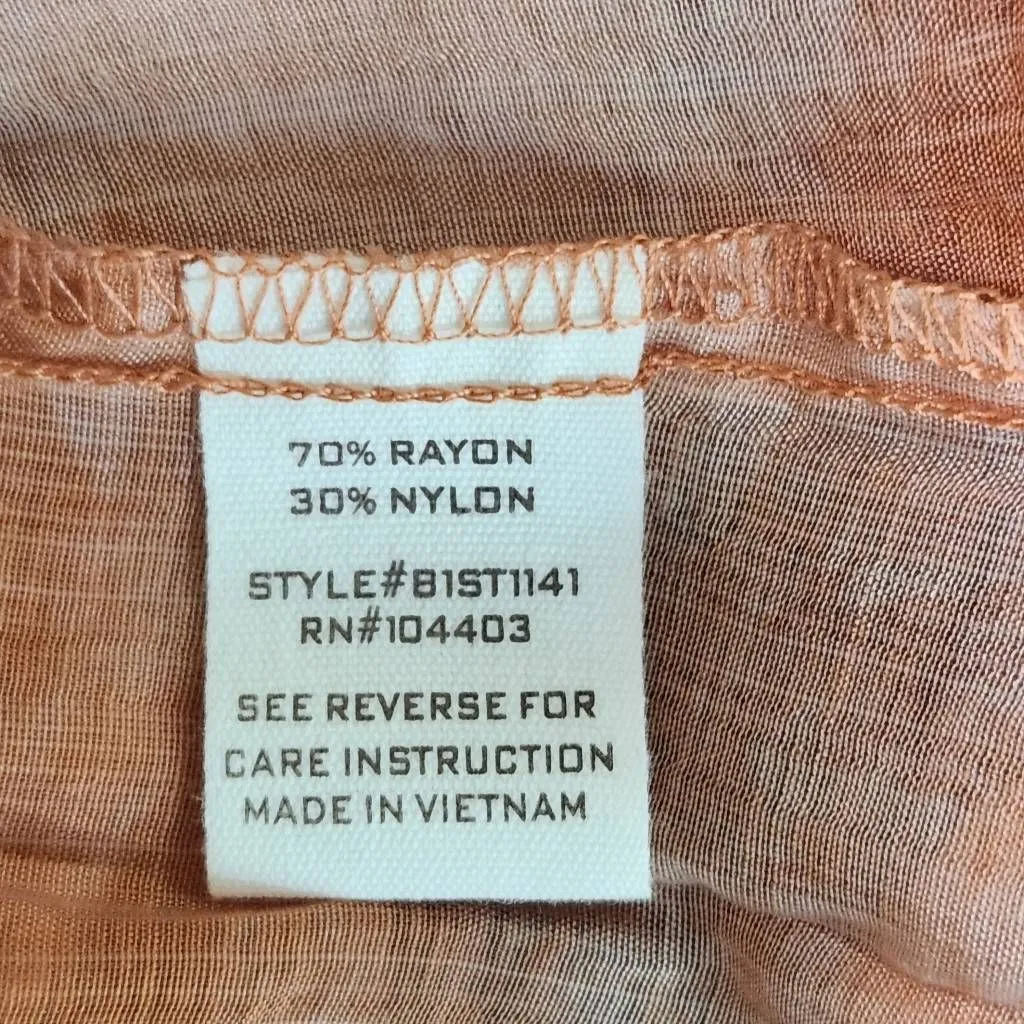 70% RAYON
30% NYLON
STYLE#81ST1141
RN#104403
SEE REVERSE FOR
CARE INSTRUCTION
MADE IN VIETNAM